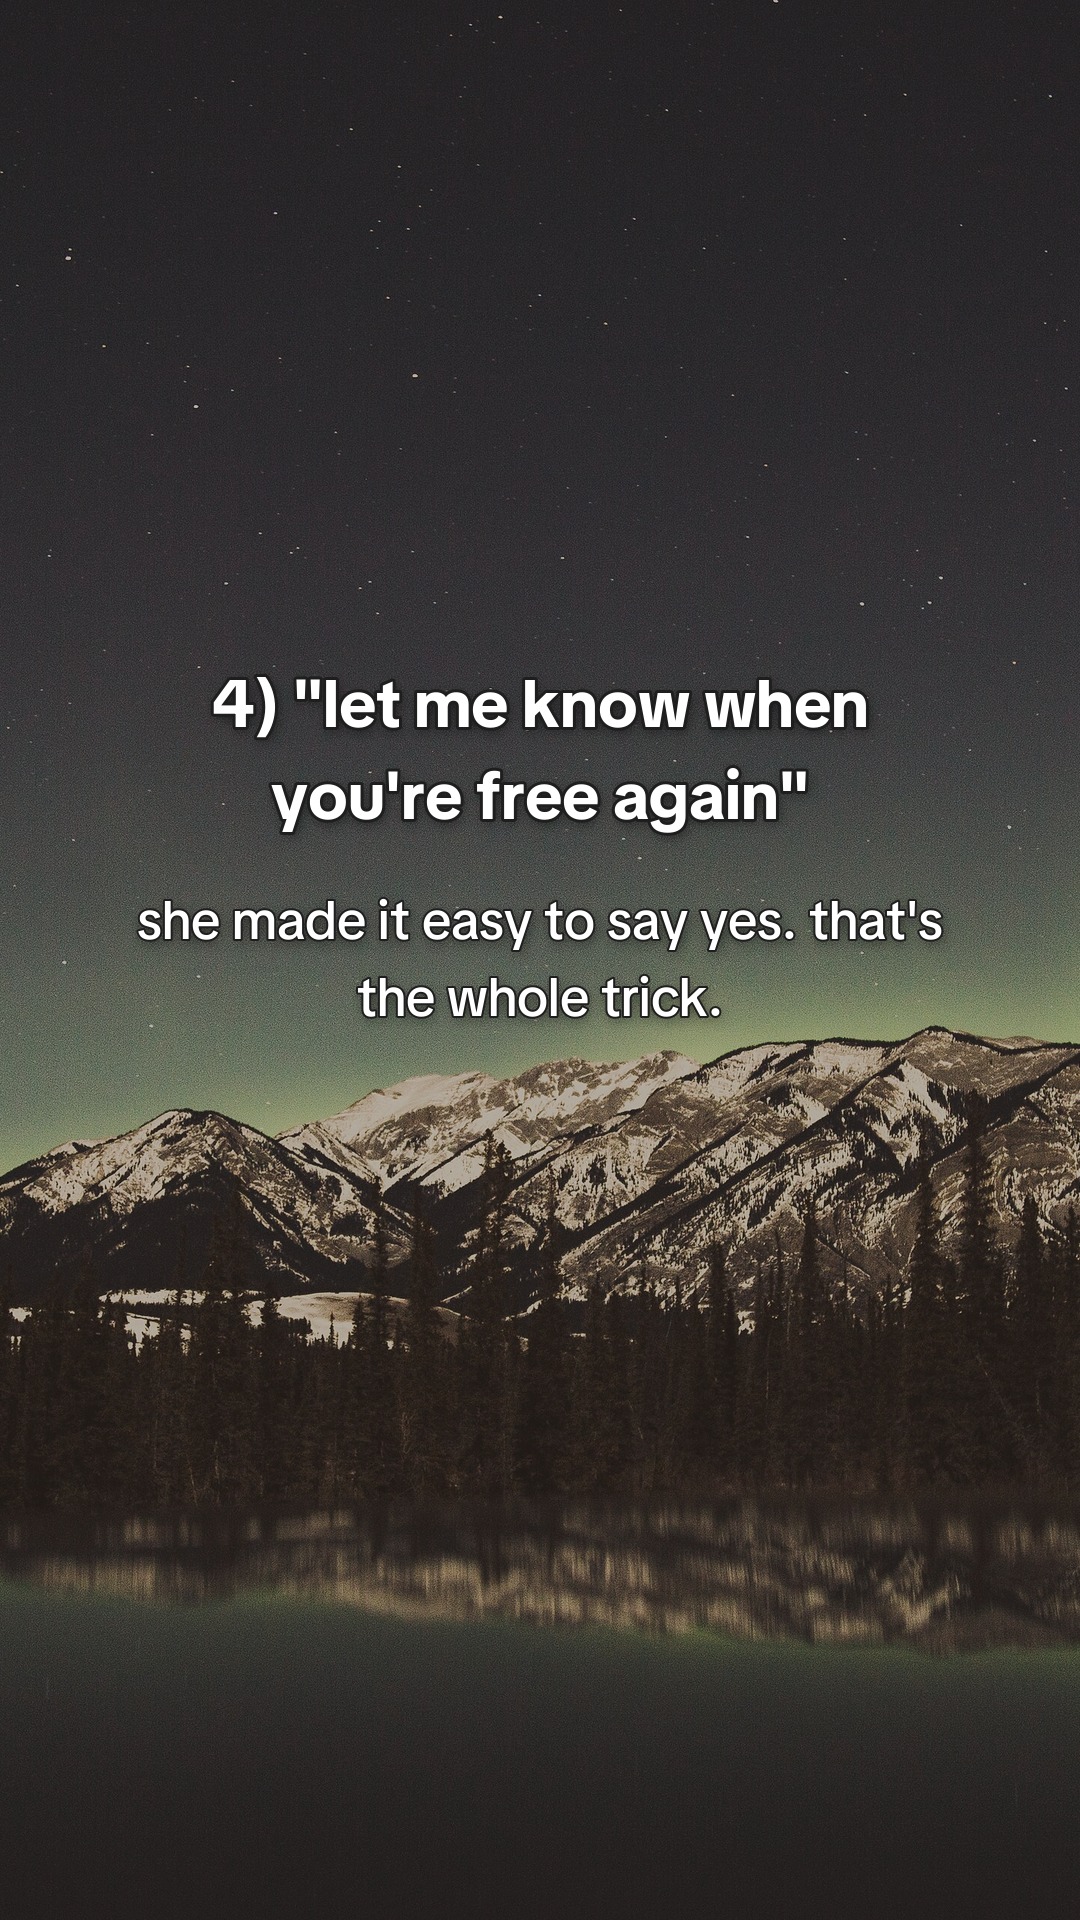 4) "let me know when
you're free again"
she made it easy to say yes. that's
the whole trick.